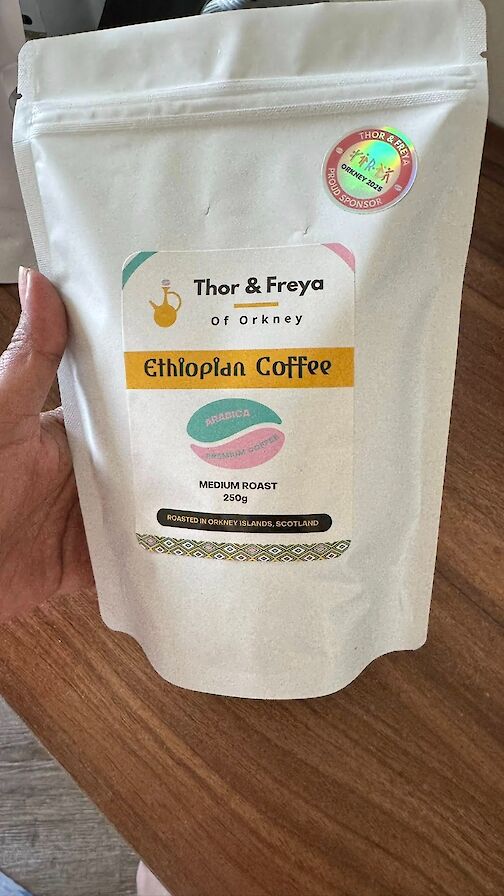 THOR & FREYA
ORKNEY 2025
PROUD SPONSOR
Thor & Freya
Of Orkney
Ethiopian Coffee
ARABICA
PREMIUM COFFEE
MEDIUM ROAST
250g
ROASTED IN ORKNEY ISLANDS, SCOTLAND